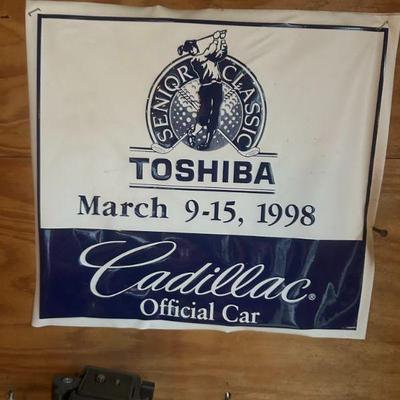 SENIOR CLASSIC
TOSHIBA
March 9-15, 1998
Cadillac®
Official Car